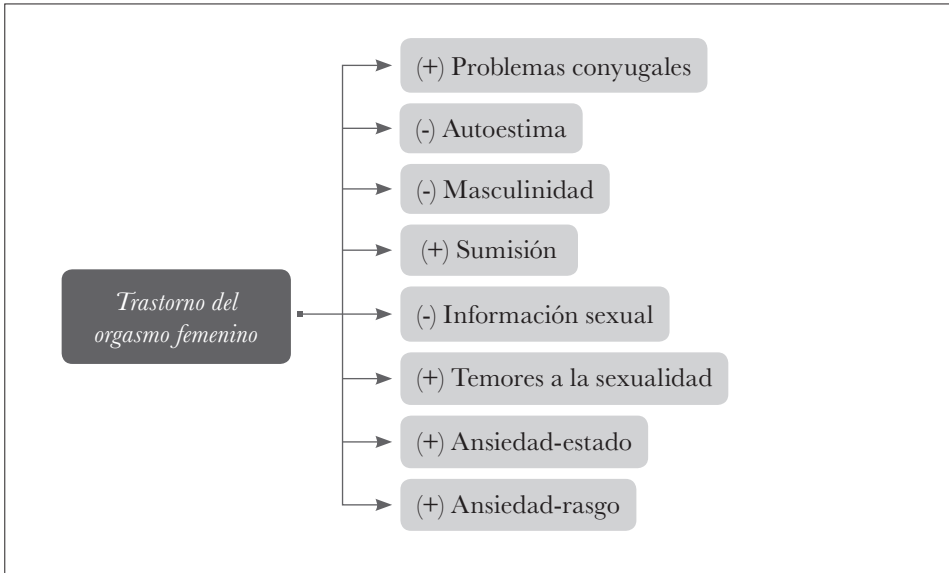 (+) Problemas conyugales
(-) Autoestima
(-) Masculinidad
(+) Sumisión
Trastorno del
orgasmo femenino
(-) Información sexual
(+) Temores a la sexualidad
(+) Ansiedad-estado
(+) Ansiedad-rasgo